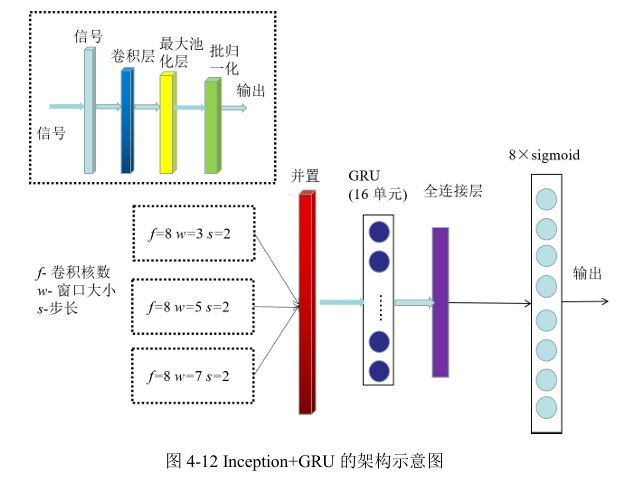 信号
卷积层
最大池
化层
批归
一化
输出
信号
并置
GRU
(16 单元)
全连接层
8×sigmoid
f=8 w=3 s=2
f- 卷积核数
w- 窗口大小
s-步长
f=8 w=5 s=2
f=8 w=7 s=2
输出
图 4-12 Inception+GRU 的架构示意图